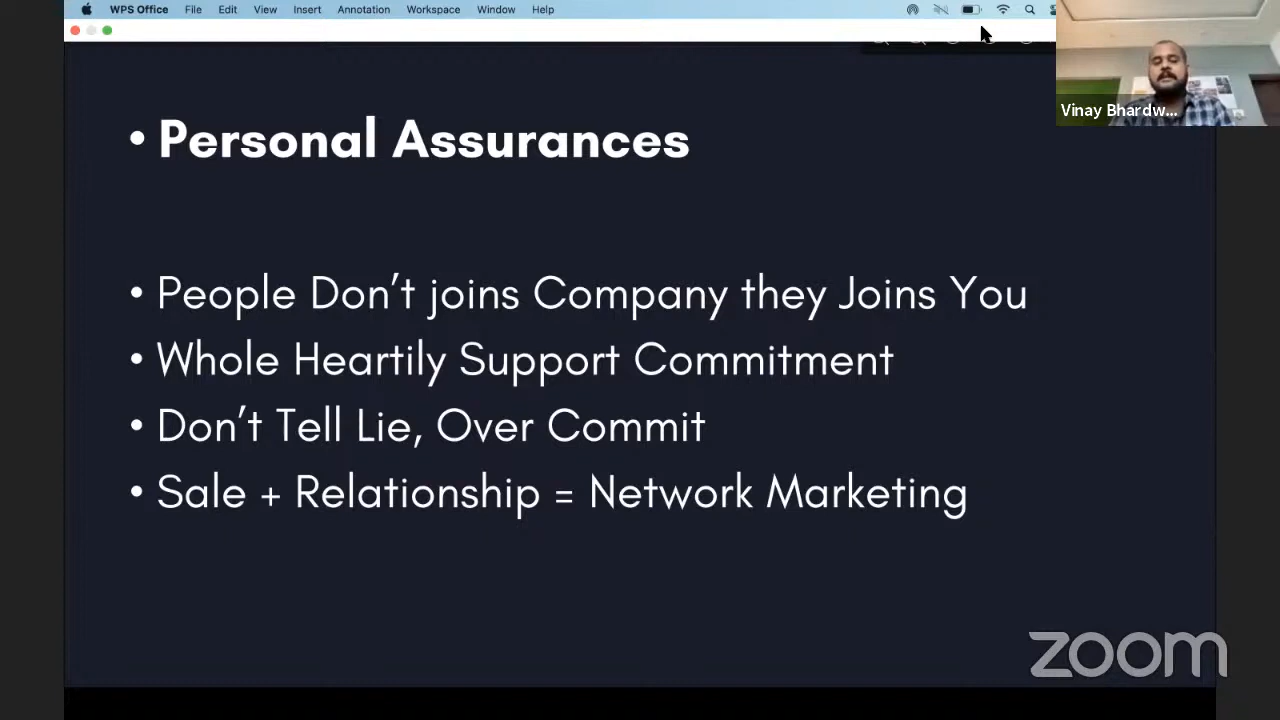 WPS Office File Edit View Insert Annotation Workspace Window Help
Vinay Bhardw...
• Personal Assurances
• People Don't joins Company they Joins You
• Whole Heartily Support Commitment
• Don't Tell Lie, Over Commit
• Sale + Relationship = Network Marketing
zoom